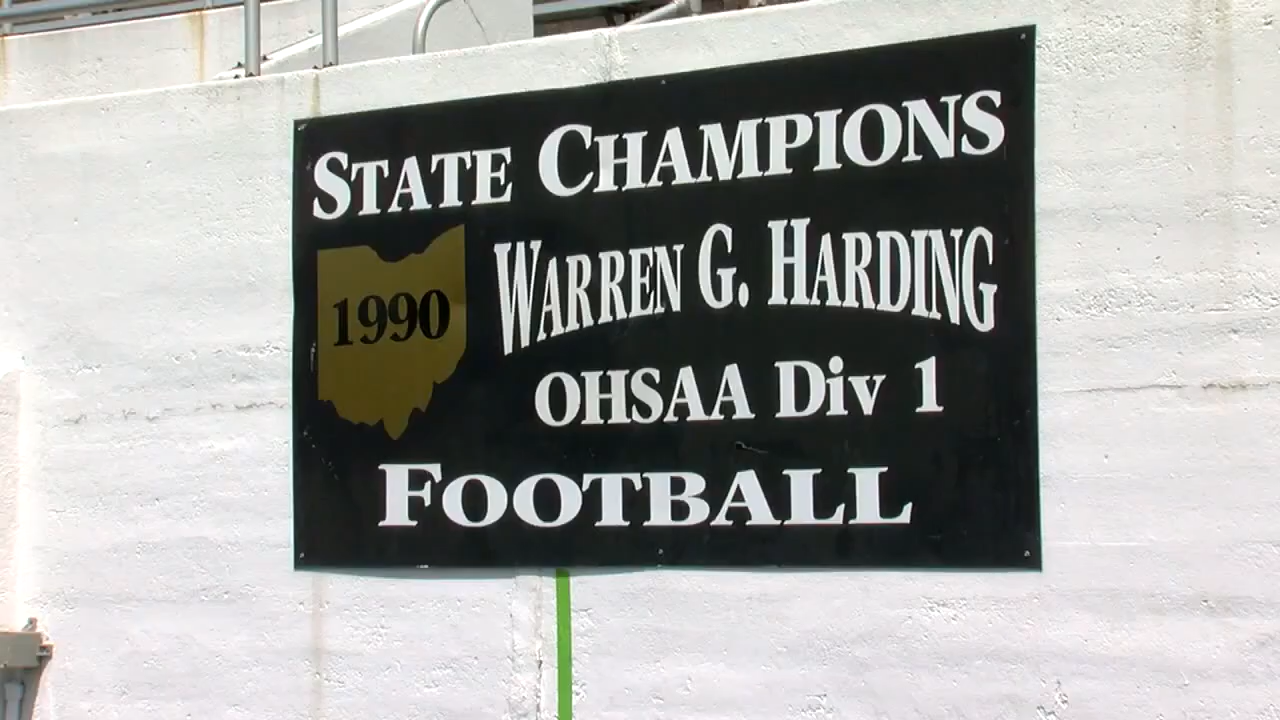 STATE CHAMPIONS
1990
WARREN G. HARDING
OHSAA Div 1
FOOTBALL